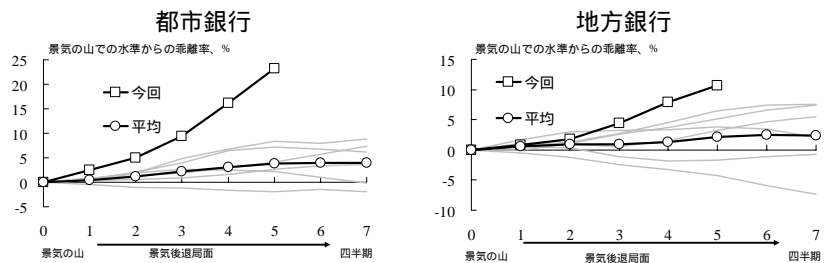 都市銀行
景気の山での水準からの乖離率、%
25
20
15
10
5
0
-5
今回
平均
0 1 2 3 4 5 6 7
景気の山 景気後退局面 四半期
地方銀行
景気の山での水準からの乖離率、%
15
10
5
0
-5
-10
今回
平均
0 1 2 3 4 5 6 7
景気の山 景気後退局面 四半期